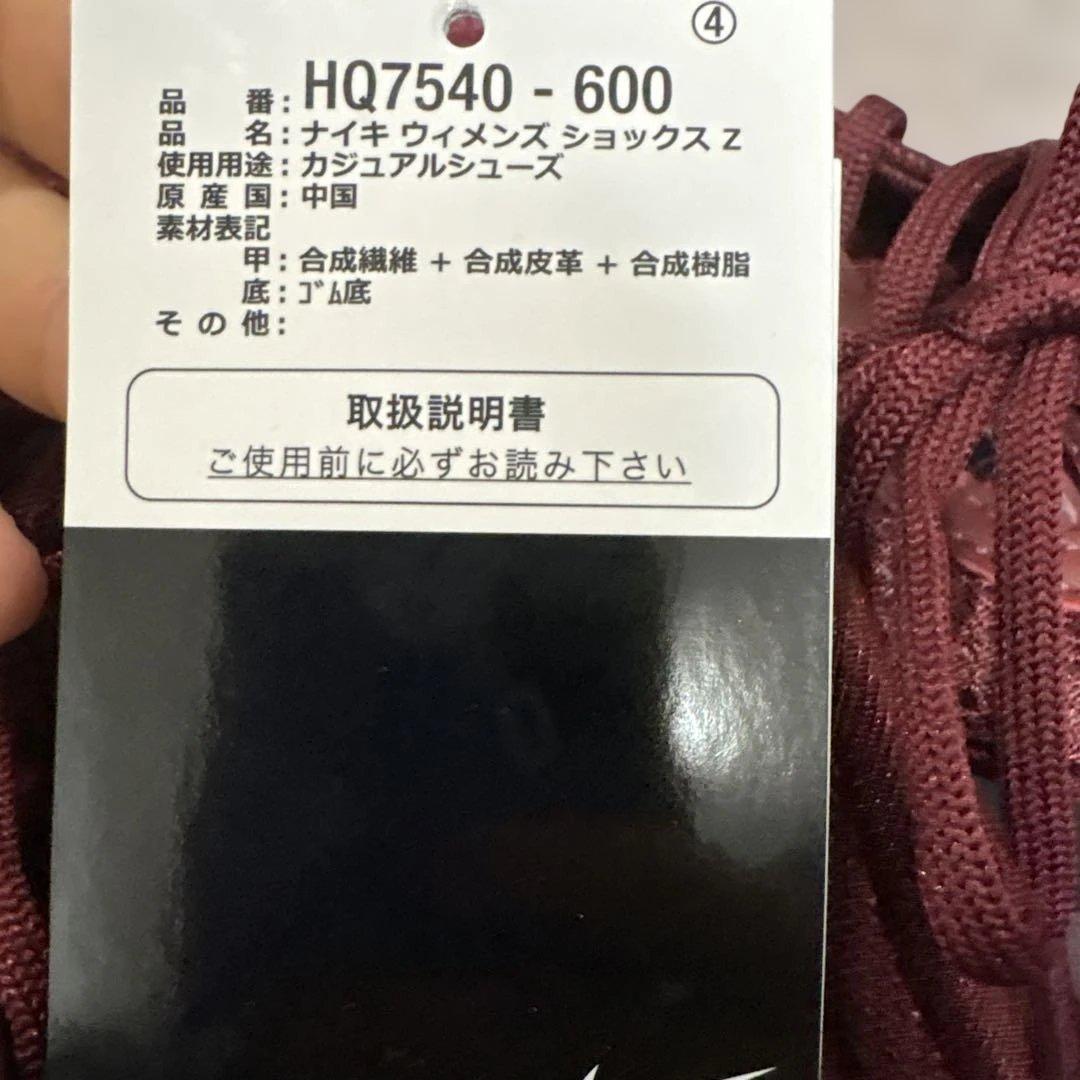 ④
品番: HQ7540 - 600
品名: ナイキ ウィメンズ ショックス Z
使用用途: カジュアルシューズ
原産国: 中国
素材表記
甲: 合成繊維 + 合成皮革 + 合成樹脂
底: ｺﾞﾑ底
その他:
取扱説明書
ご使用前に必ずお読み下さい